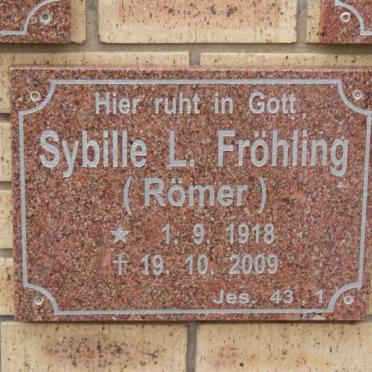 Hier ruht in Gott
Sybille L. Fröhling
( Römer )
★ 1. 9. 1918
✝ 19. 10. 2009
Jes. 43. 1